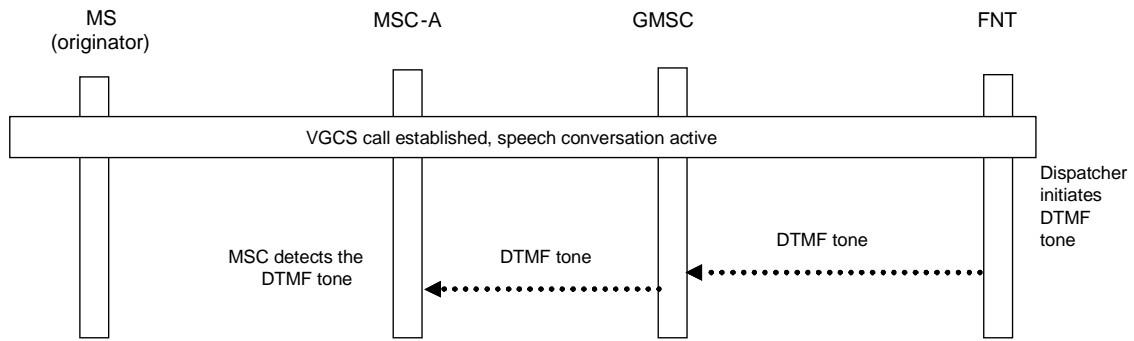 MS
(originator)
MSC-A
GMSC
FNT
VGCS call established, speech conversation active
Dispatcher
initiates
DTMF
tone
MSC detects the
DTMF tone
DTMF tone
DTMF tone